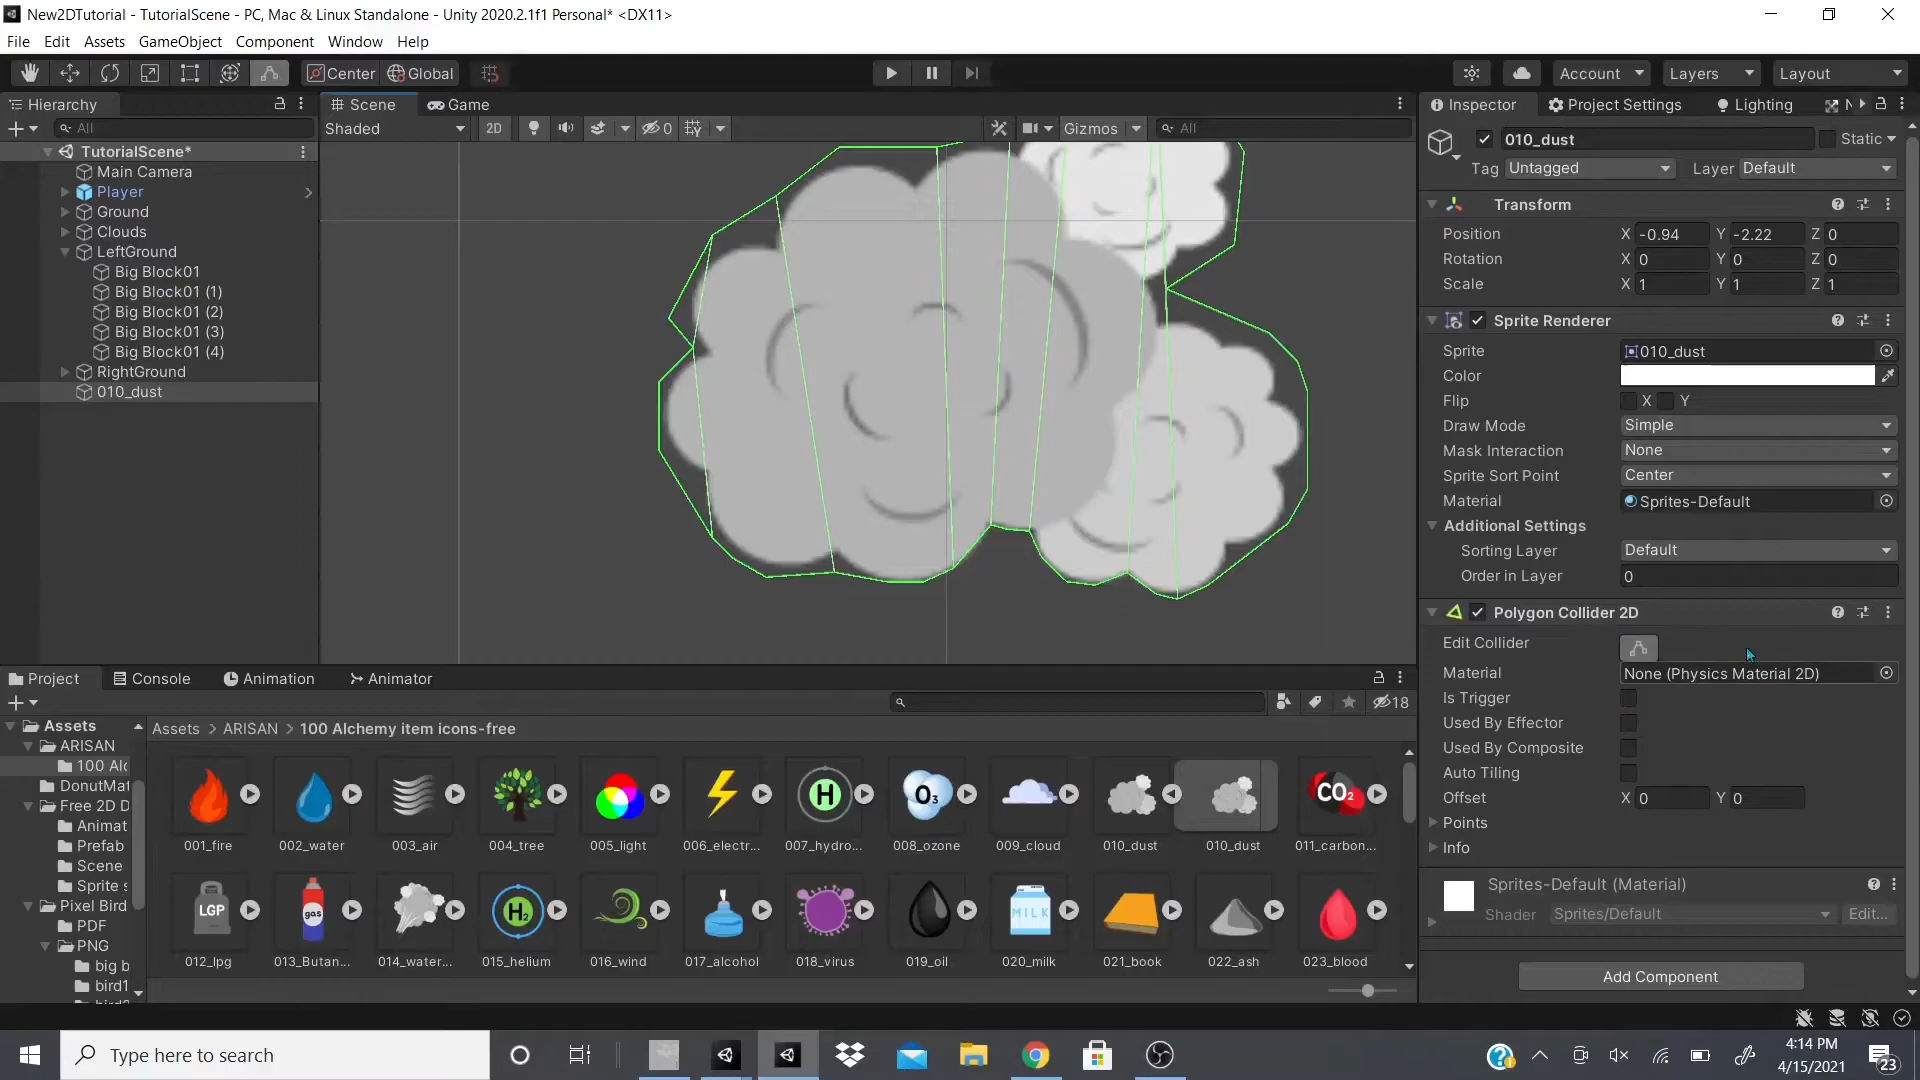 New2DTutorial - TutorialScene - PC, Mac & Linux Standalone - Unity 2020.2.1f1 Personal* <DX11>
File Edit Assets GameObject Component Window Help
Center Global Account Layers Layout
Hierarchy
All
TutorialScene*
Main Camera
Player
Ground
Clouds
LeftGround
Big Block01
Big Block01 (1)
Big Block01 (2)
Big Block01 (3)
Big Block01 (4)
RightGround
010_dust
Scene Game
Shaded 2D 0 Gizmos All
Inspector Project Settings Lighting
010_dust Static
Tag Untagged Layer Default
Transform
Position X -0.94 Y -2.22 Z 0
Rotation X 0 Y 0 Z 0
Scale X 1 Y 1 Z 1
Sprite Renderer
Sprite 010_dust
Color
Flip X Y
Draw Mode Simple
Mask Interaction None
Sprite Sort Point Center
Material Sprites-Default
Additional Settings
Sorting Layer Default
Order in Layer 0
Polygon Collider 2D
Edit Collider
Material None (Physics Material 2D)
Is Trigger
Used By Effector
Used By Composite
Auto Tiling
Offset X 0 Y 0
Points
Info
Sprites-Default (Material)
Shader Sprites/Default Edit...
Add Component
Project Console Animation Animator
18
Assets
ARISAN
100 Alc
DonutMat
Free 2D D
Animat
Prefab
Scene
Sprite s
Pixel Bird
PDF
PNG
big b
bird1
Assets > ARISAN > 100 Alchemy item icons-free
H O3 CO2
001_fire 002_water 003_air 004_tree 005_light 006_electr... 007_hydro... 008_ozone 009_cloud 010_dust 010_dust 011_carbon...
LGP gas H2 MILK
012_lpg 013_Butan... 014_water... 015_helium 016_wind 017_alcohol 018_virus 019_oil 020_milk 021_book 022_ash 023_blood
Type here to search
4:14 PM
4/15/2021
23